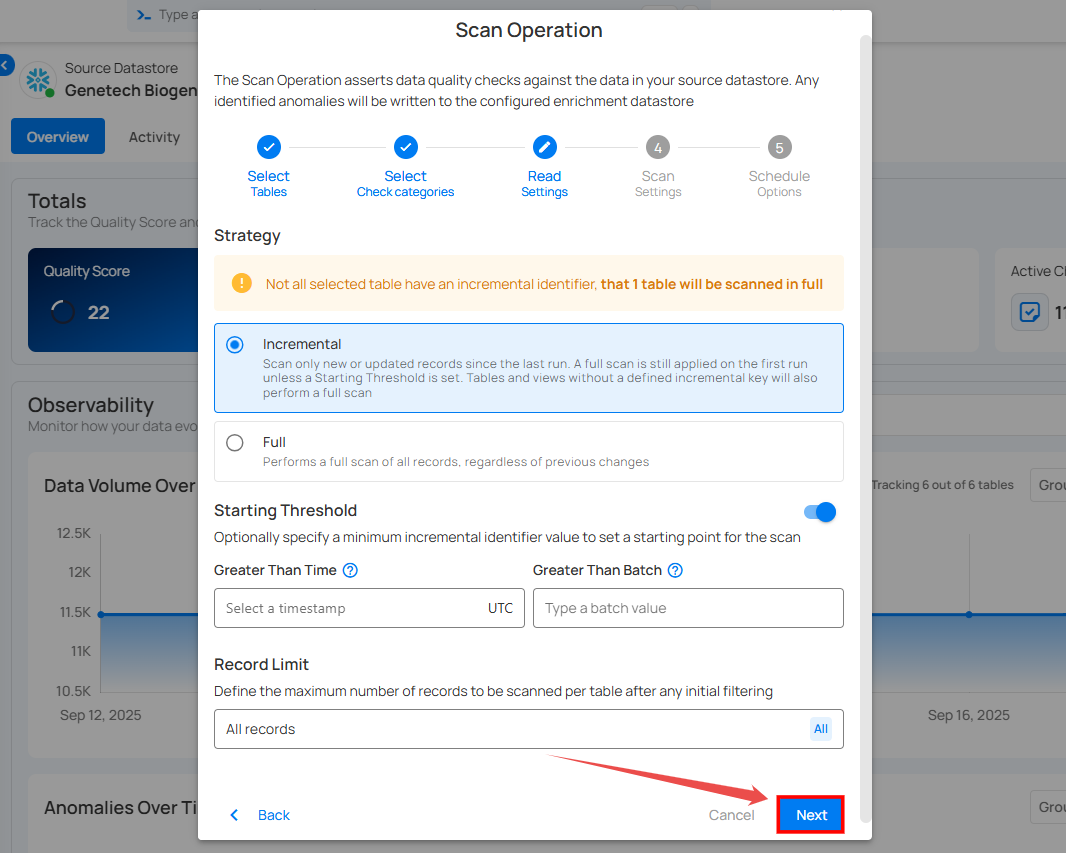 Type a
Scan Operation
Source Datastore
Genetech Biogen
Overview
Activity
The Scan Operation asserts data quality checks against the data in your source datastore. Any
identified anomalies will be written to the configured enrichment datastore
Select
Tables
Select
Check categories
Read
Settings
4
Scan
Settings
5
Schedule
Options
Totals
Track the Quality Score and
Quality Score
22
Active Ch
11
Strategy
Not all selected table have an incremental identifier, that 1 table will be scanned in full
Incremental
Scan only new or updated records since the last run. A full scan is still applied on the first run
unless a Starting Threshold is set. Tables and views without a defined incremental key will also
perform a full scan
Full
Performs a full scan of all records, regardless of previous changes
Observability
Monitor how your data evo
Data Volume Over
Tracking 6 out of 6 tables
Grou
12.5K
12K
11.5K
11K
10.5K
Sep 12, 2025
Sep 16, 2025
Starting Threshold
Optionally specify a minimum incremental identifier value to set a starting point for the scan
Greater Than Time ?
Greater Than Batch ?
Select a timestamp UTC
Type a batch value
Record Limit
Define the maximum number of records to be scanned per table after any initial filtering
All records All
Anomalies Over Ti
Grou
Back
Cancel
Next